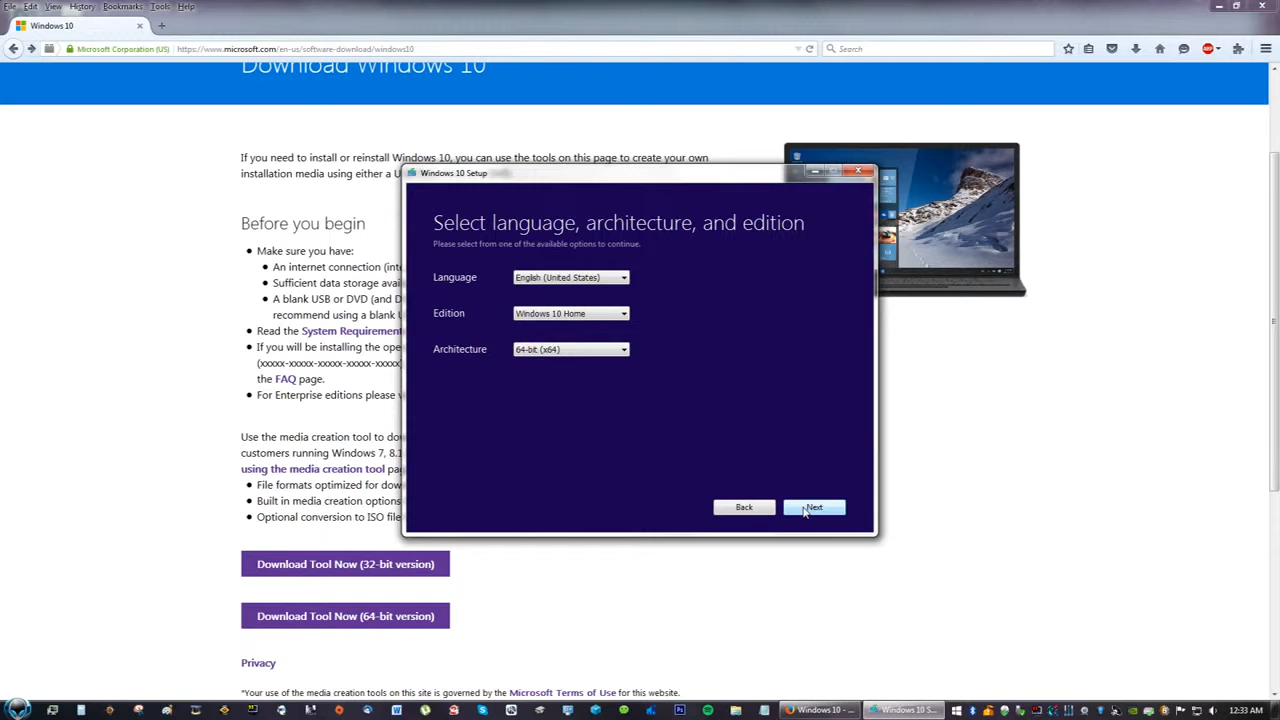 File Edit View History Bookmarks Tools Help
Windows 10
Microsoft Corporation (US) https://www.microsoft.com/en-us/software-download/windows10
Search
Download Windows 10
If you need to install or reinstall Windows 10, you can use the tools on this page to create your own
installation media using either a U
Before you begin
Make sure you have:
An internet connection (inte
Sufficient data storage avai
A blank USB or DVD (and D
recommend using a blank U
Read the System Requirement
If you will be installing the ope
(xxxxx-xxxxx-xxxxx-xxxxx-xxxxx)
the FAQ page.
For Enterprise editions please v
Use the media creation tool to dow
customers running Windows 7, 8.1
using the media creation tool pag
File formats optimized for dow
Built in media creation options
Optional conversion to ISO file
Download Tool Now (32-bit version)
Download Tool Now (64-bit version)
Privacy
*Your use of the media creation tools on this site is governed by the Microsoft Terms of Use for this website.
Windows 10 Setup
Select language, architecture, and edition
Please select from one of the available options to continue.
Language English (United States)
Edition Windows 10 Home
Architecture 64-bit (x64)
Back Next
Windows 10 - ...
Windows 10 S...
12:33 AM